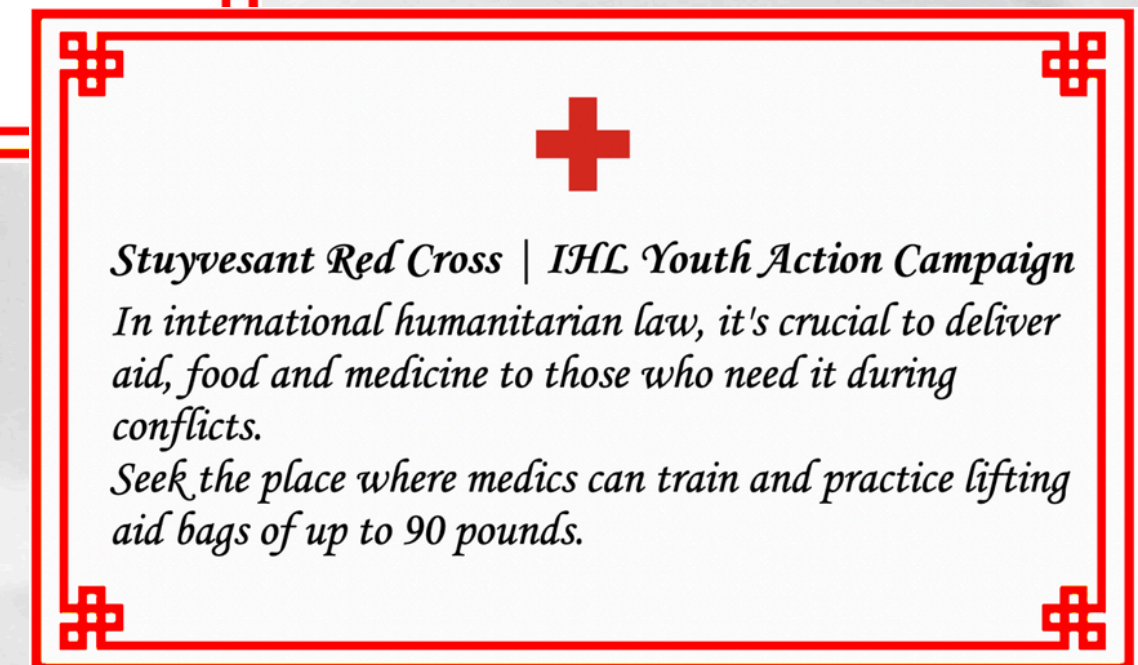 Stuyvesant Red Cross | IHL Youth Action Campaign
In international humanitarian law, it's crucial to deliver
aid, food and medicine to those who need it during
conflicts.
Seek the place where medics can train and practice lifting
aid bags of up to 90 pounds.